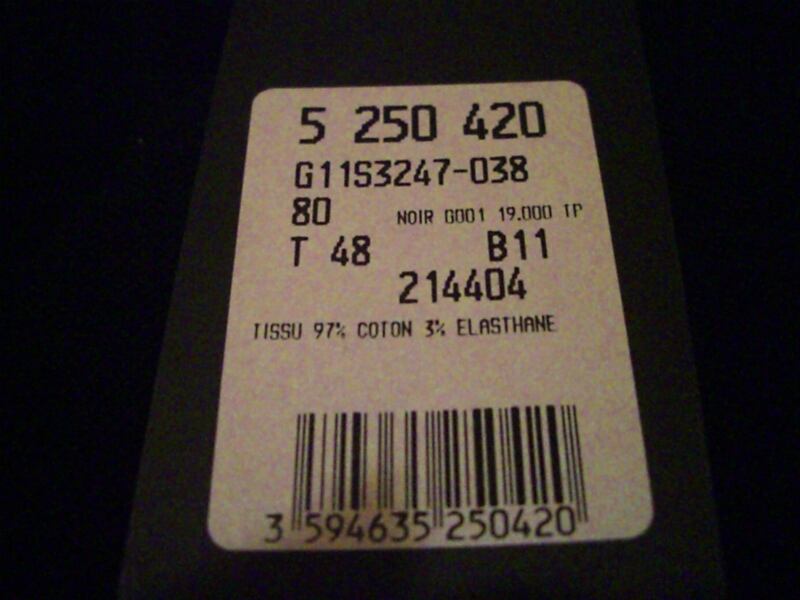 5 250 420
G11S3247-038
80 NOIR G001 19.000 TP
T 48 B11
214404
TISSU 97% COTON 3% ELASTHANE
3 594635 250420